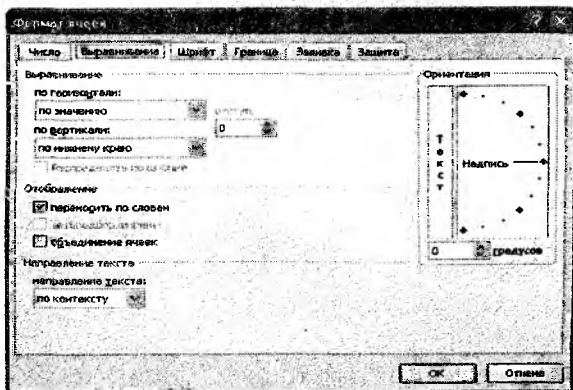 Формат ячеек
Число Выравнивание Шрифт Граница Заливка Защита
Выравнивание
по горизонтали:
по значению
отступ:
по вертикали:
0
по нижнему краю
Распределять по ширине
Отображение
переносить по словам
автоподбор ширины
объединение ячеек
Направление текста
направление текста:
по контексту
Ориентация
Текст
Надпись
0 градусов
ОК Отмена